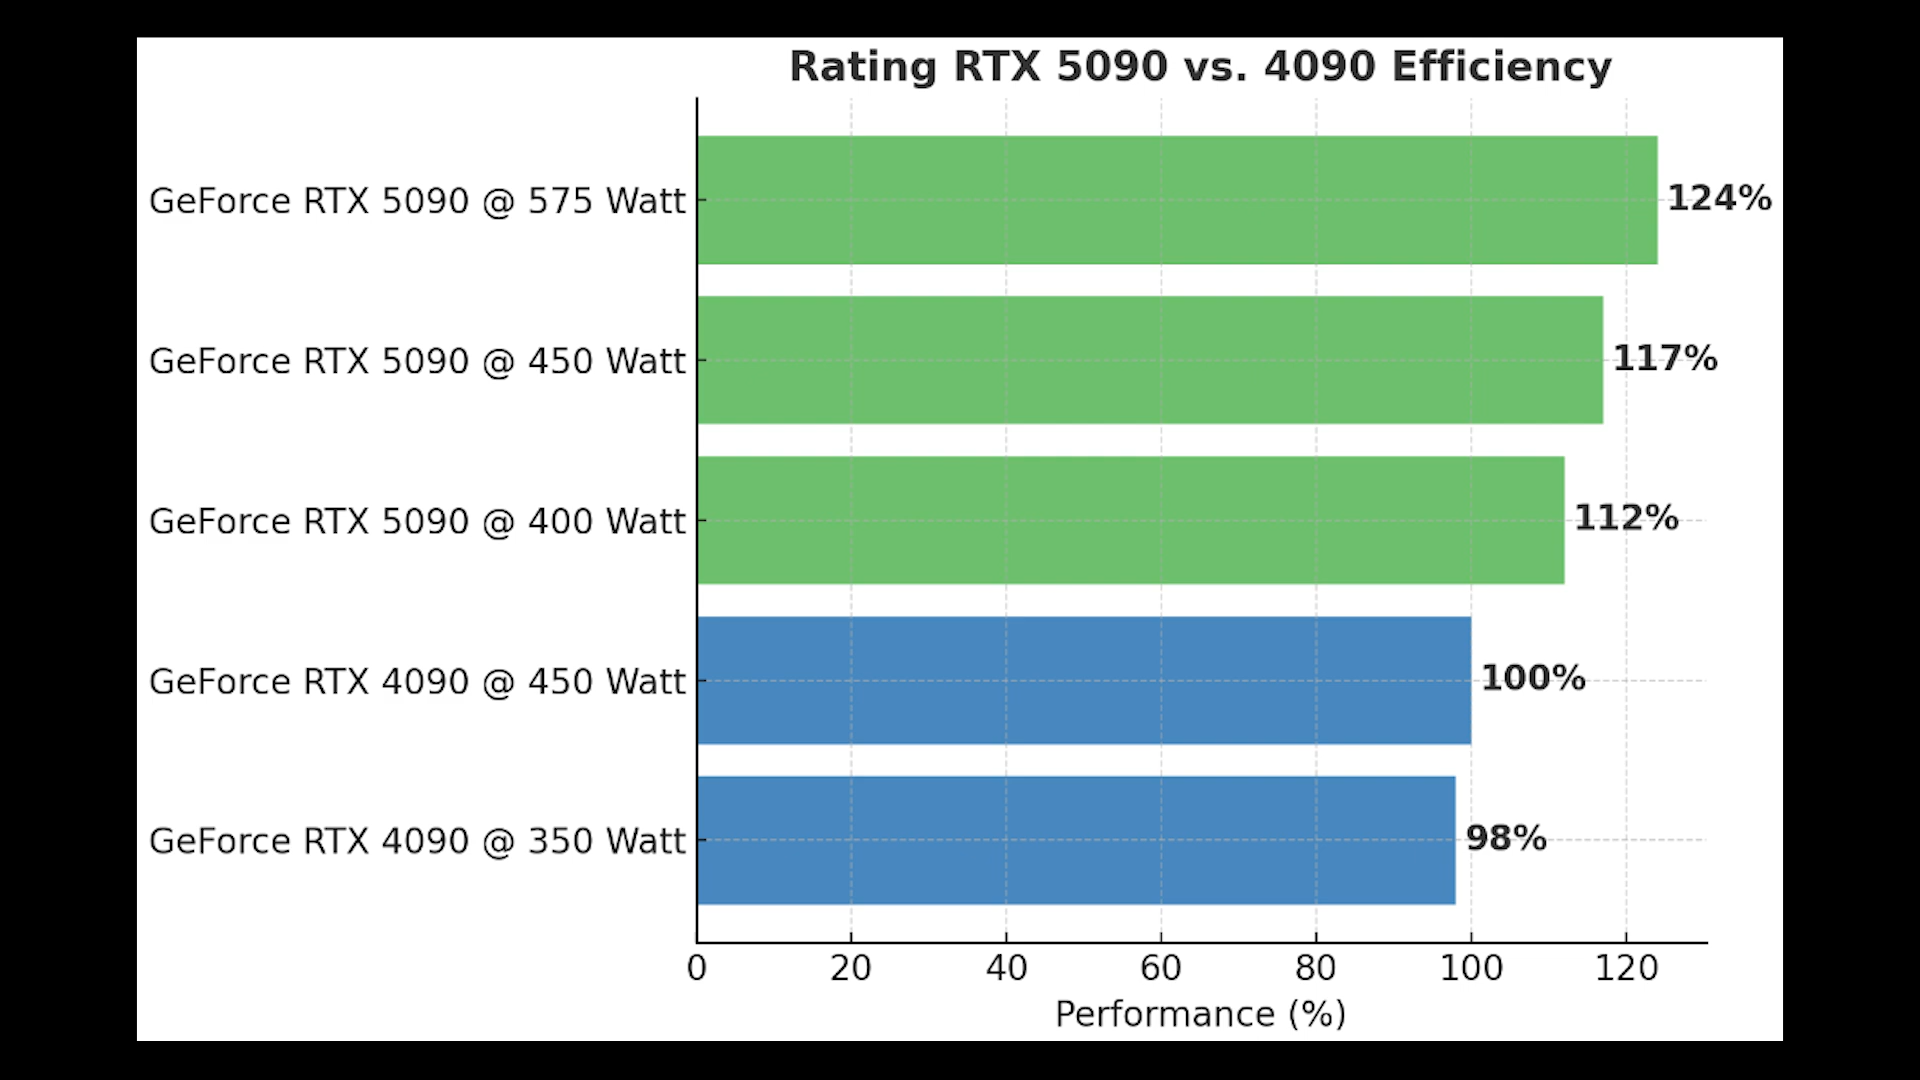 Rating RTX 5090 vs. 4090 Efficiency
GeForce RTX 5090 @ 575 Watt 124%
GeForce RTX 5090 @ 450 Watt 117%
GeForce RTX 5090 @ 400 Watt 112%
GeForce RTX 4090 @ 450 Watt 100%
GeForce RTX 4090 @ 350 Watt 98%
0 20 40 60 80 100 120
Performance (%)